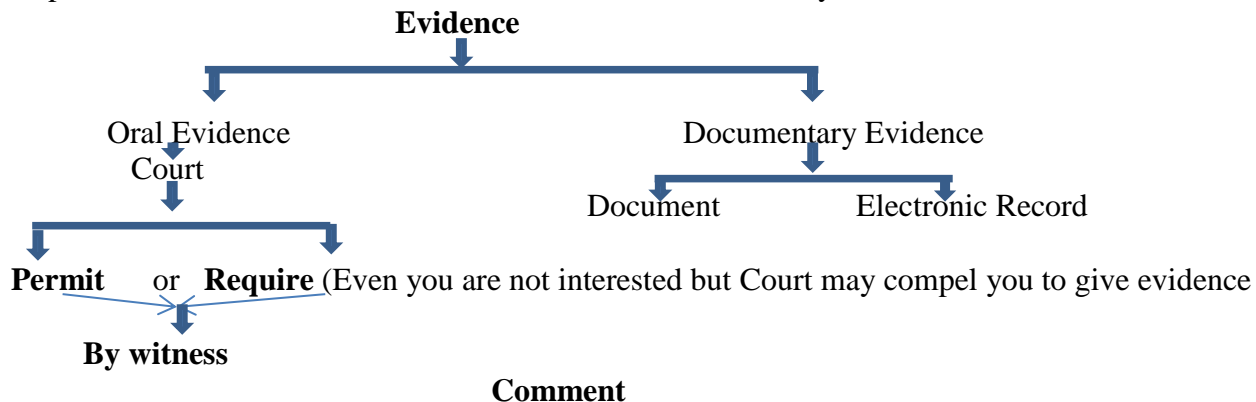 Evidence
Oral Evidence Documentary Evidence
Court
Document Electronic Record
Permit or Require (Even you are not interested but Court may compel you to give evidence
By witness
Comment